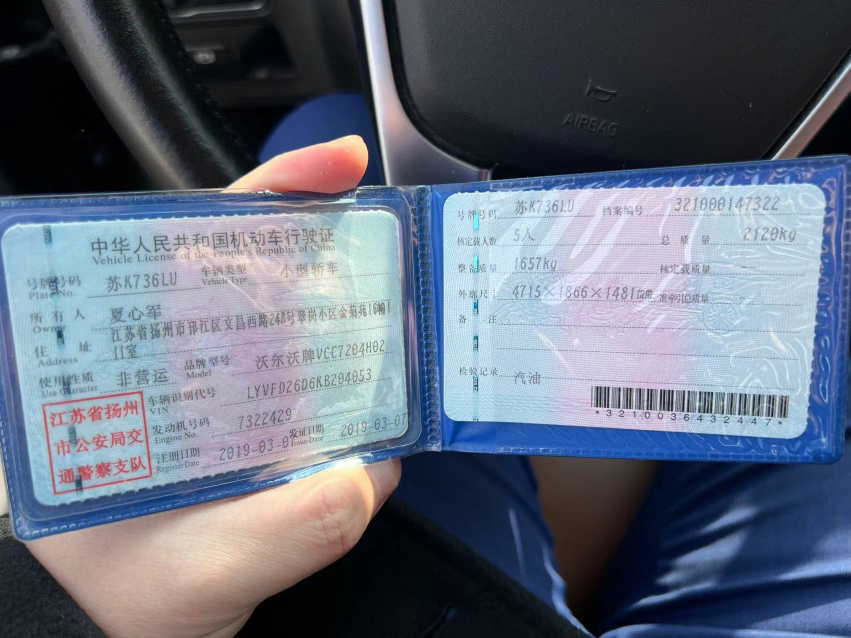 AIRBAG
中华人民共和国机动车行驶证
Vehicle License of the People's Republic of China
号牌号码 苏K736LU 车辆类型 小型轿车
Plate No. Vehicle Type
所有人 夏心军
Owner
江苏省扬州市邗江区文昌西路248号翠岗小区金菊苑16幢1
住址 11室
Address
使用性质 非营运 品牌型号 沃尔沃牌VCC7204H02
Use Character Model
车辆识别代号 LYVFD26D6KB204053
VIN
发动机号码 7322429
Engine No.
注册日期 2019-03-0 发证日期 2019-03-07
Register Date Issue Date
江苏省扬州
市公安局交
通警察支队
号牌号码 苏K736LU 档案编号 321000147322
核定载人数 5人 总质量 2120kg
整备质量 1657kg 核定载质量 --
外廓尺寸 4715×1866×1481mm 准牵引总质量 --
备注
检验记录 汽油
*3210036432447*